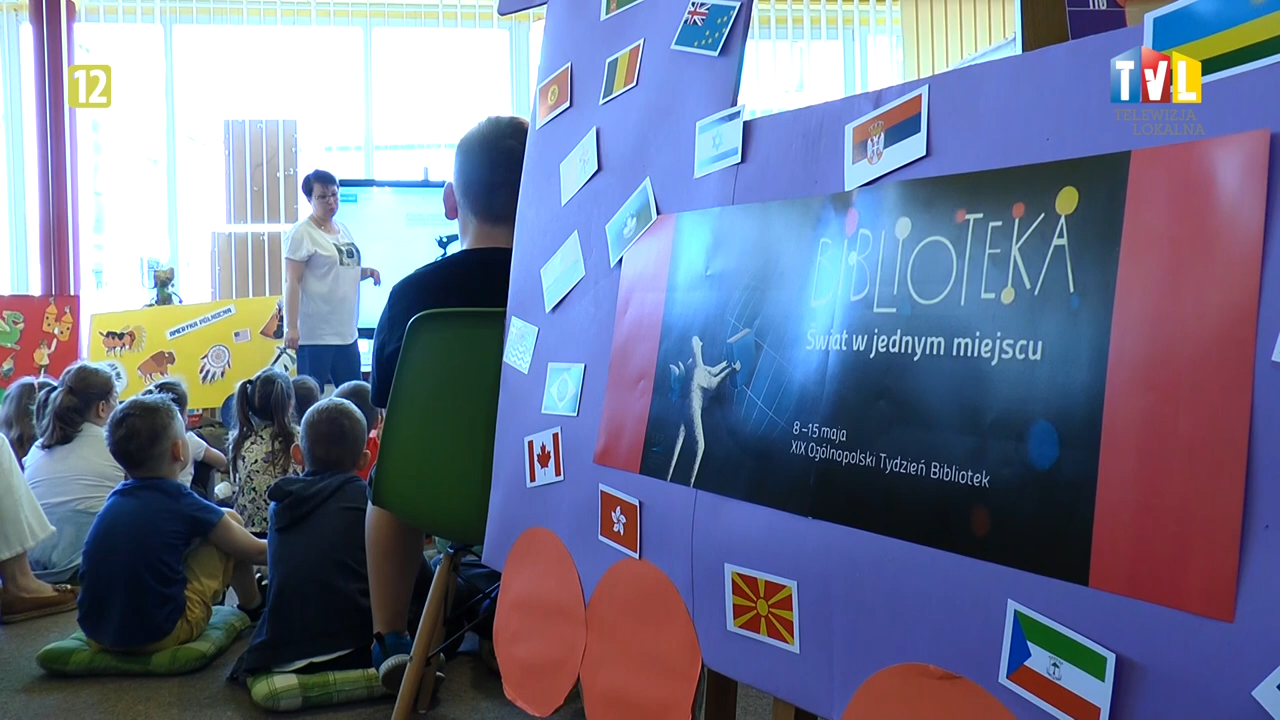 12
TVL
TELEWIZJA
LOKALNA
AMERYKA PÓŁNOCNA
BIBLIOTEKA
Świat w jednym miejscu
8–15 maja
XIX Ogólnopolski Tydzień Bibliotek